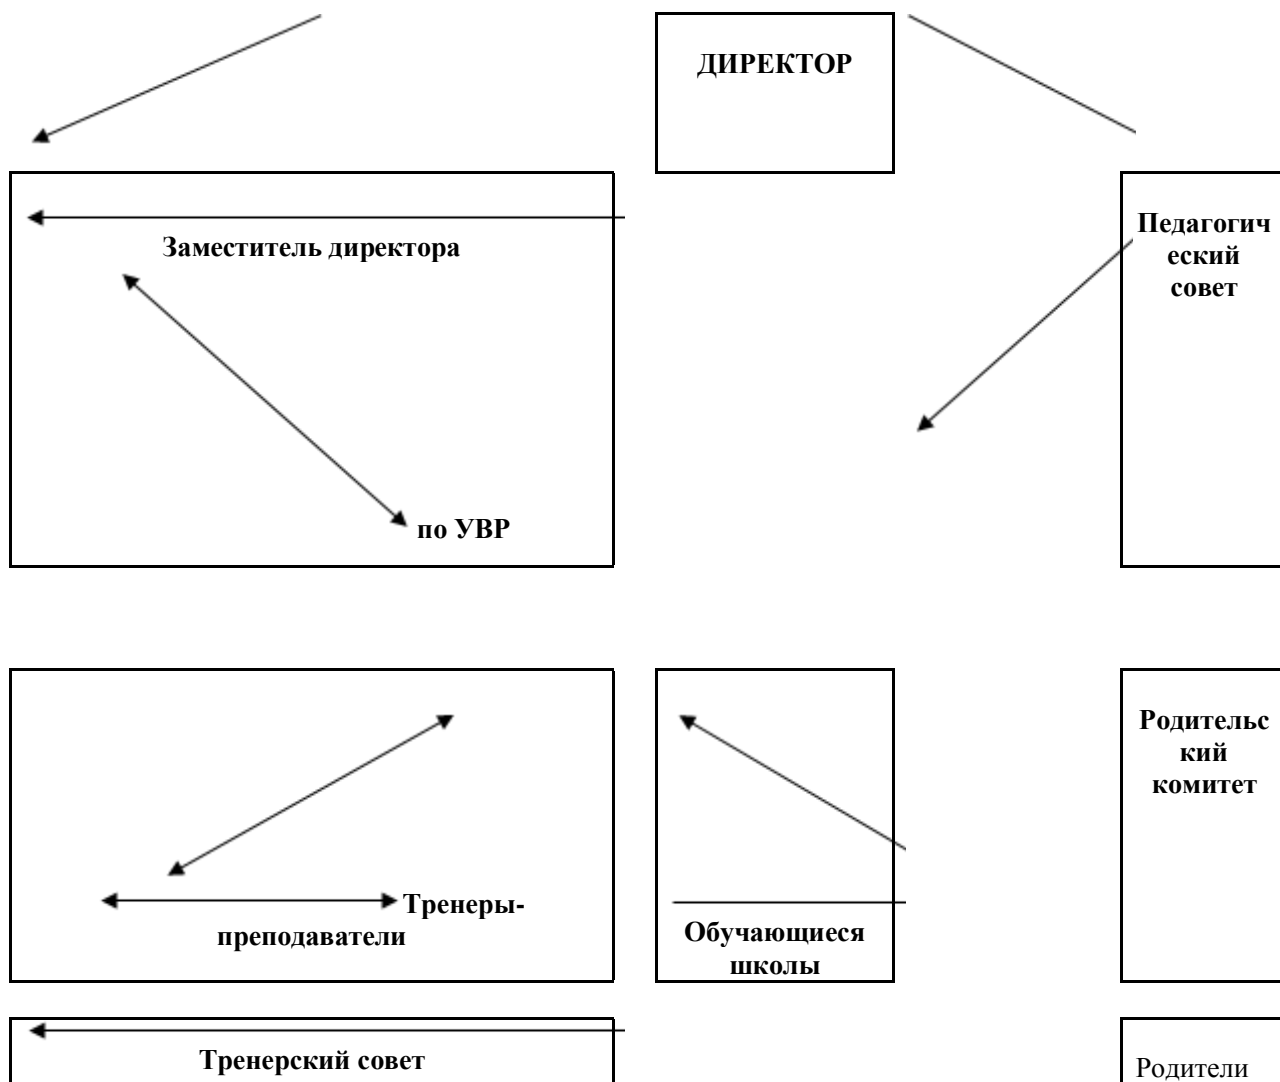 ДИРЕКТОР
Заместитель директора
по УВР
Педагогич
еский
совет
Тренеры-
преподаватели
Обучающиеся
школы
Родительс
кий
комитет
Тренерский совет
Родители